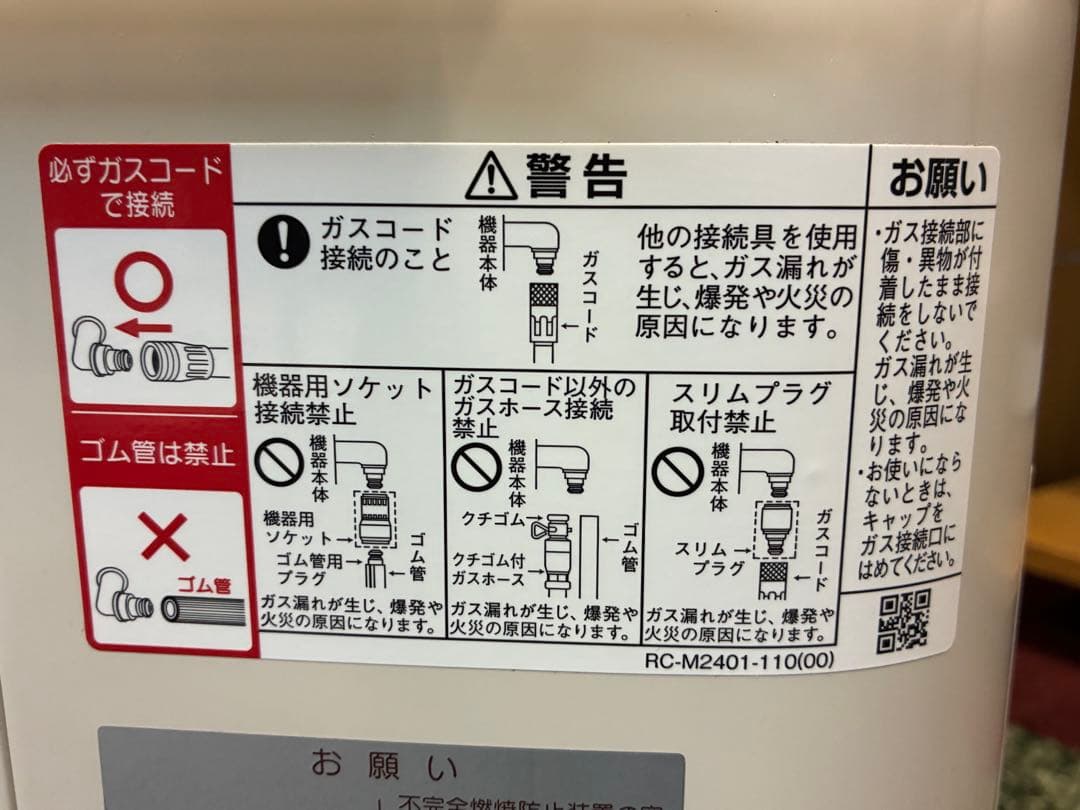 必ずガスコード
で接続
ゴム管は禁止
ゴム管
警告
ガスコード
接続のこと
機器本体
ガスコード
他の接続具を使用
すると、ガス漏れが
生じ、爆発や火災の
原因になります。
機器用ソケット
接続禁止
機器本体
機器用
ソケット
ゴム管用
プラグ
ゴム管
ガス漏れが生じ、爆発や
火災の原因になります。
ガスコード以外の
ガスホース接続
禁止
機器本体
クチゴム
クチゴム付
ガスホース
ゴム管
ガス漏れが生じ、爆発や
火災の原因になります。
スリムプラグ
取付禁止
機器本体
スリム
プラグ
ガスコード
ガス漏れが生じ、爆発や
火災の原因になります。
お願い
・ガス接続部に
傷・異物が付
着したまま接
続をしないで
ください。
ガス漏れが生
じ、爆発や火
災の原因にな
ります。
・お使いになら
ないときは、
キャップを
ガス接続口に
はめてください。
RC-M2401-110(00)
お願い
不完全燃焼防止装置の